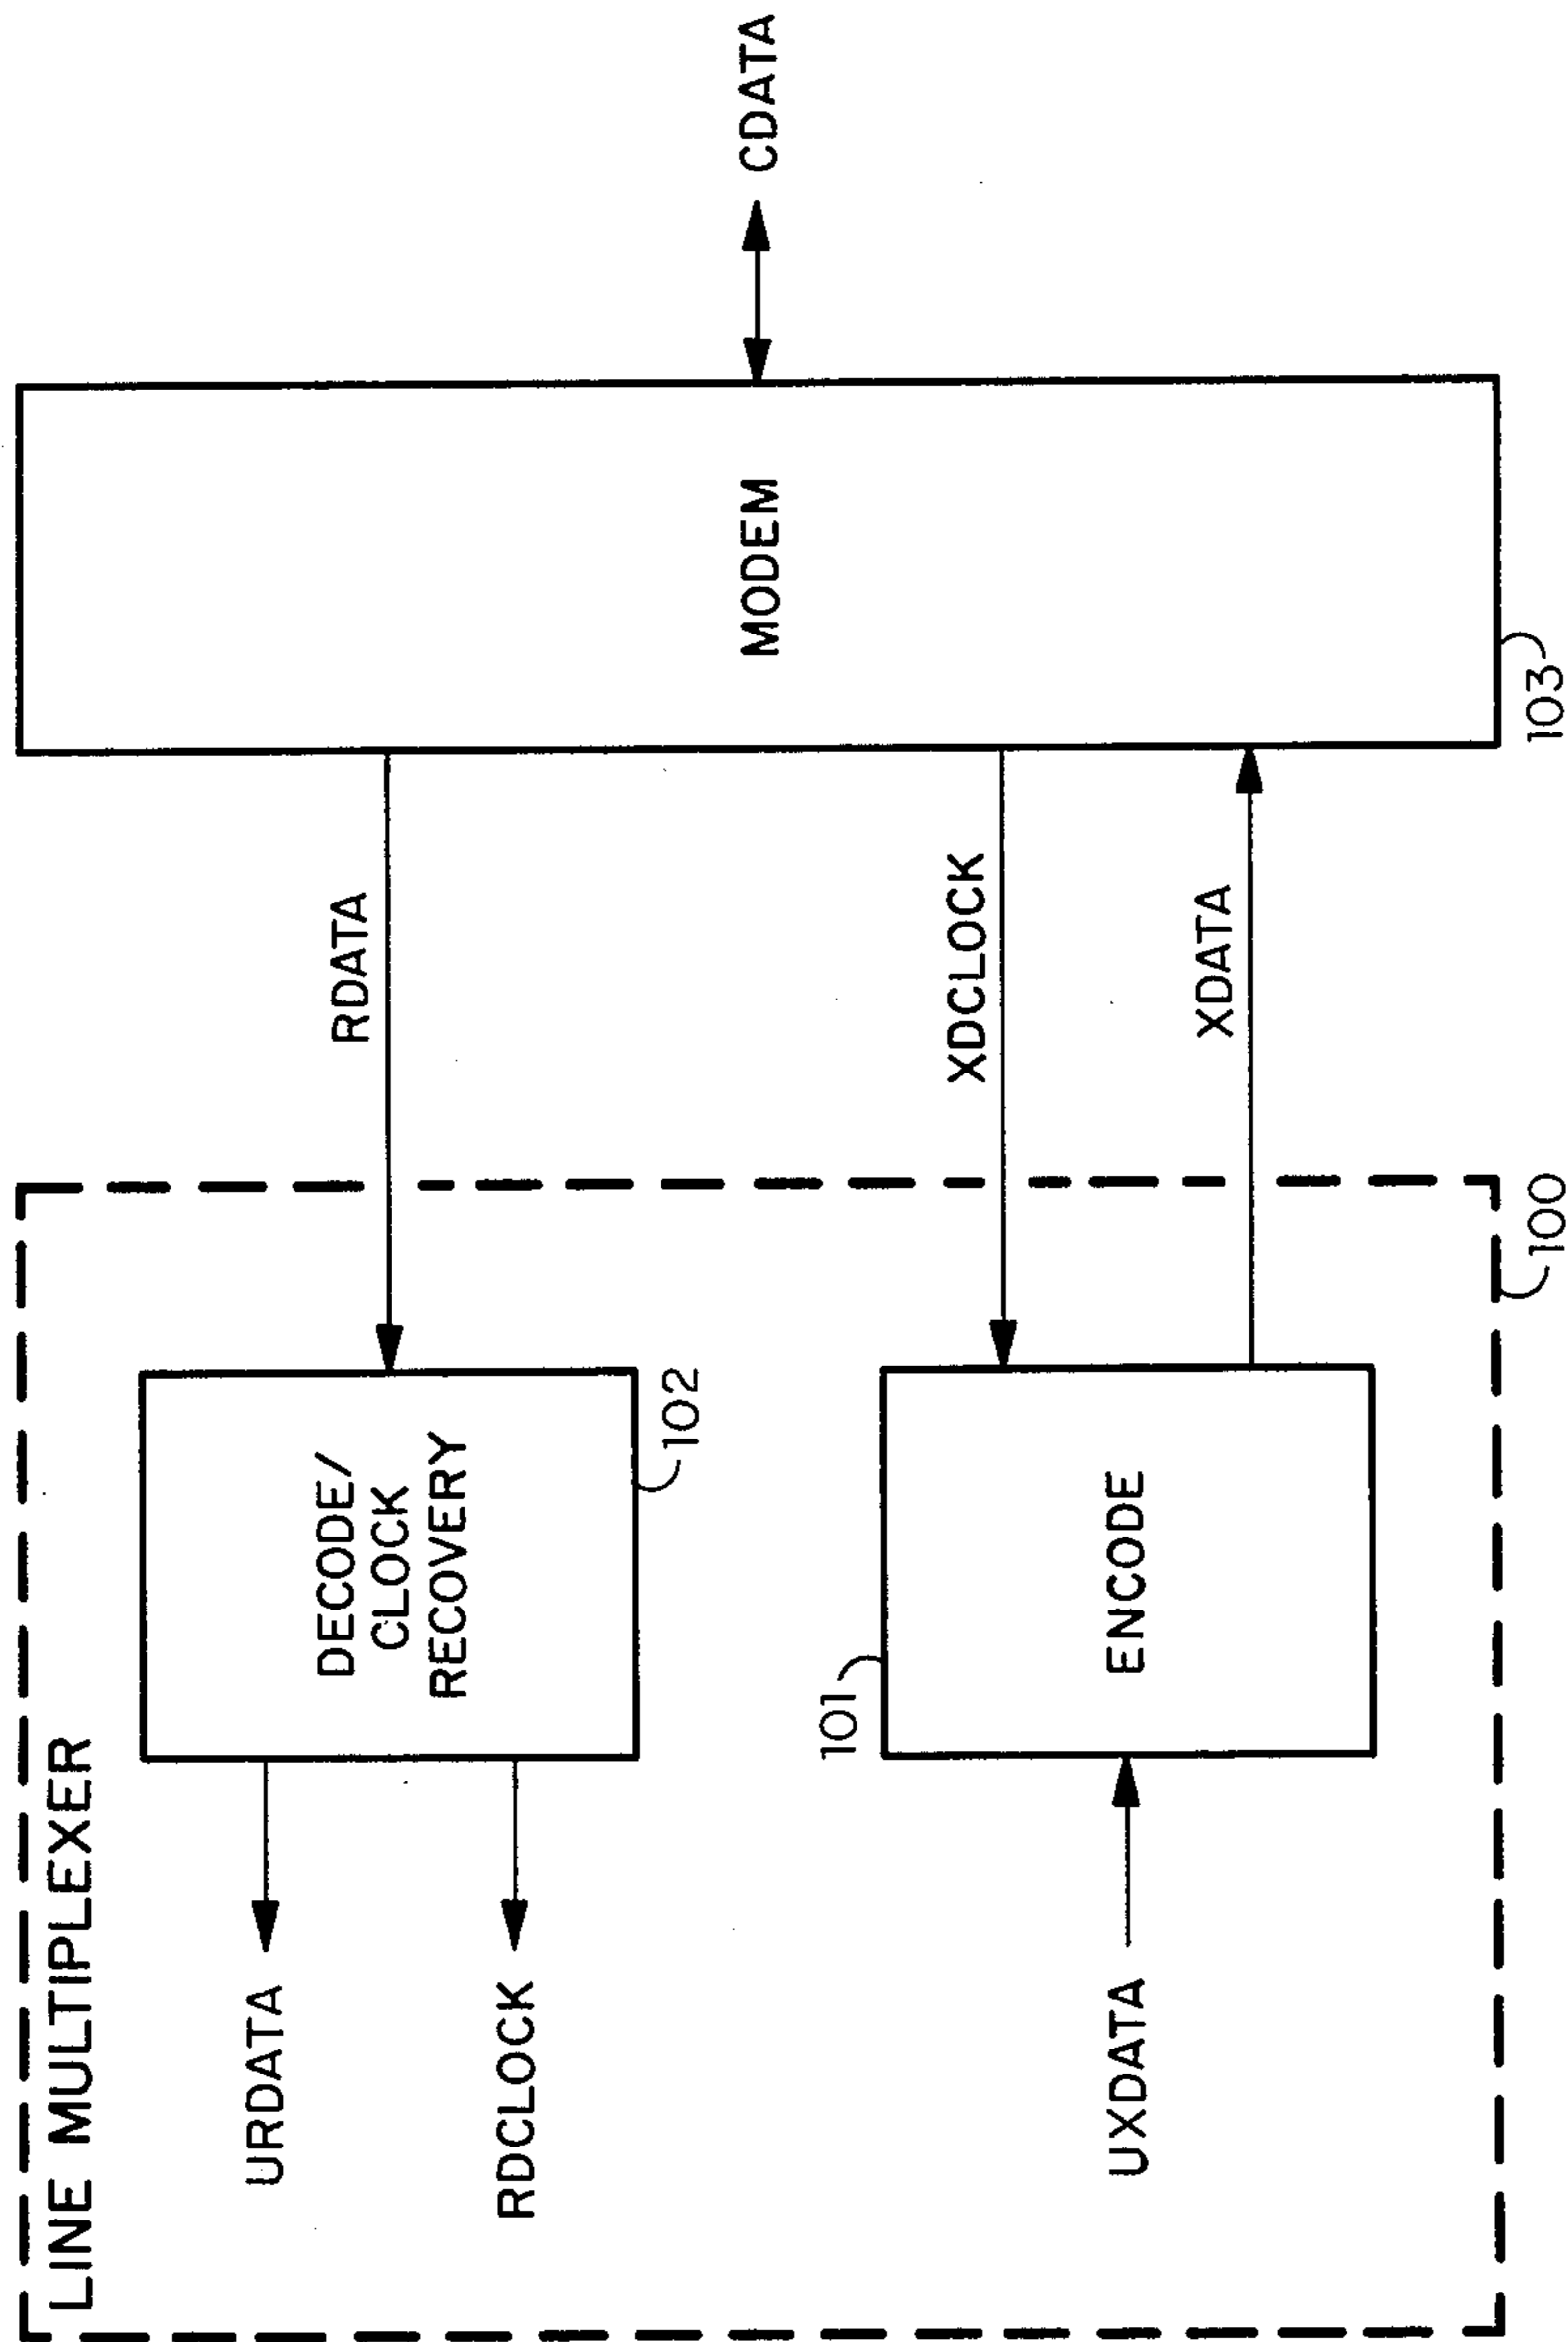 LINE MULTIPLEXER
URDATA
RDCLOCK
DECODE/
CLOCK
RECOVERY
102
RDATA
MODEM
103
CDATA
XDCLOCK
XDATA
101
ENCODE
UXDATA
100